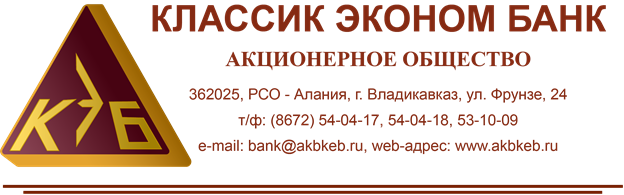 КЭБ
КЛАССИК ЭКОНОМ БАНК
АКЦИОНЕРНОЕ ОБЩЕСТВО
362025, РСО - Алания, г. Владикавказ, ул. Фрунзе, 24
т/ф: (8672) 54-04-17, 54-04-18, 53-10-09
e-mail: bank@akbkeb.ru, web-адрес: www.akbkeb.ru